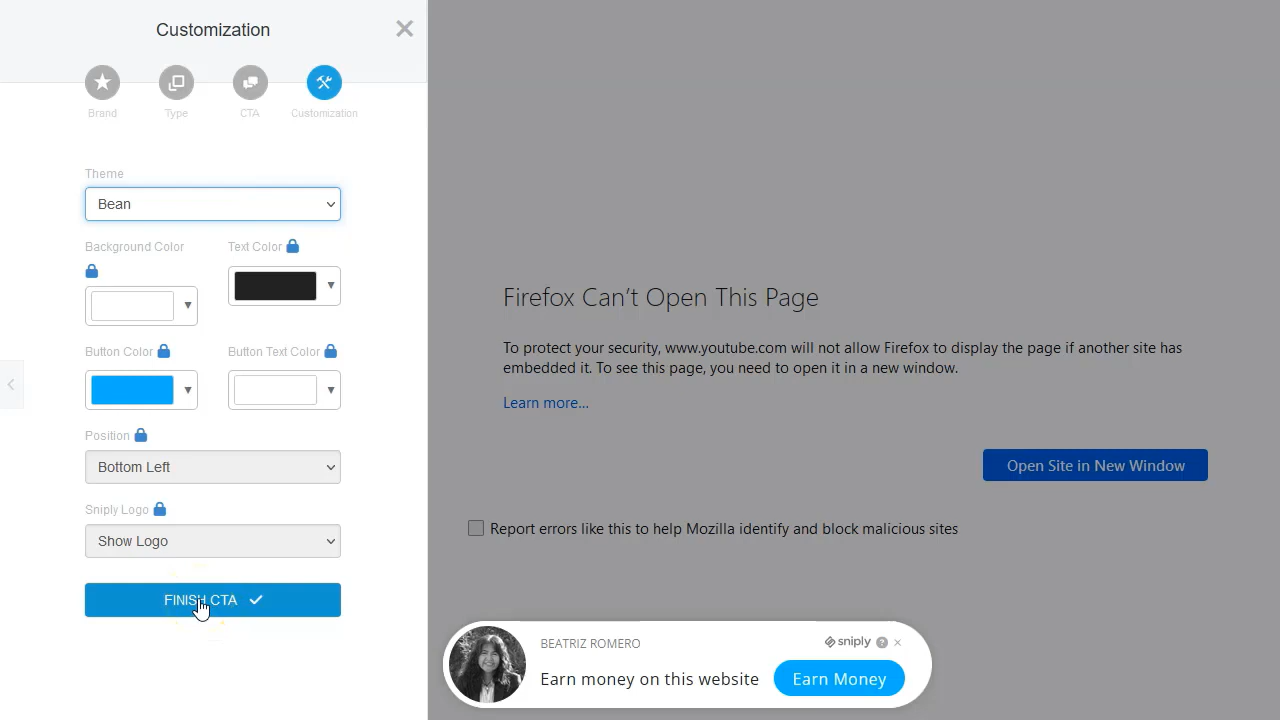 Customization
Brand
Type
CTA
Customization
Theme
Bean
Background Color
Text Color
Button Color
Button Text Color
Position
Bottom Left
Sniply Logo
Show Logo
FINISH CTA
Firefox Can’t Open This Page
To protect your security, www.youtube.com will not allow Firefox to display the page if another site has
embedded it. To see this page, you need to open it in a new window.
Learn more...
Open Site in New Window
Report errors like this to help Mozilla identify and block malicious sites
BEATRIZ ROMERO
sniply
Earn money on this website
Earn Money